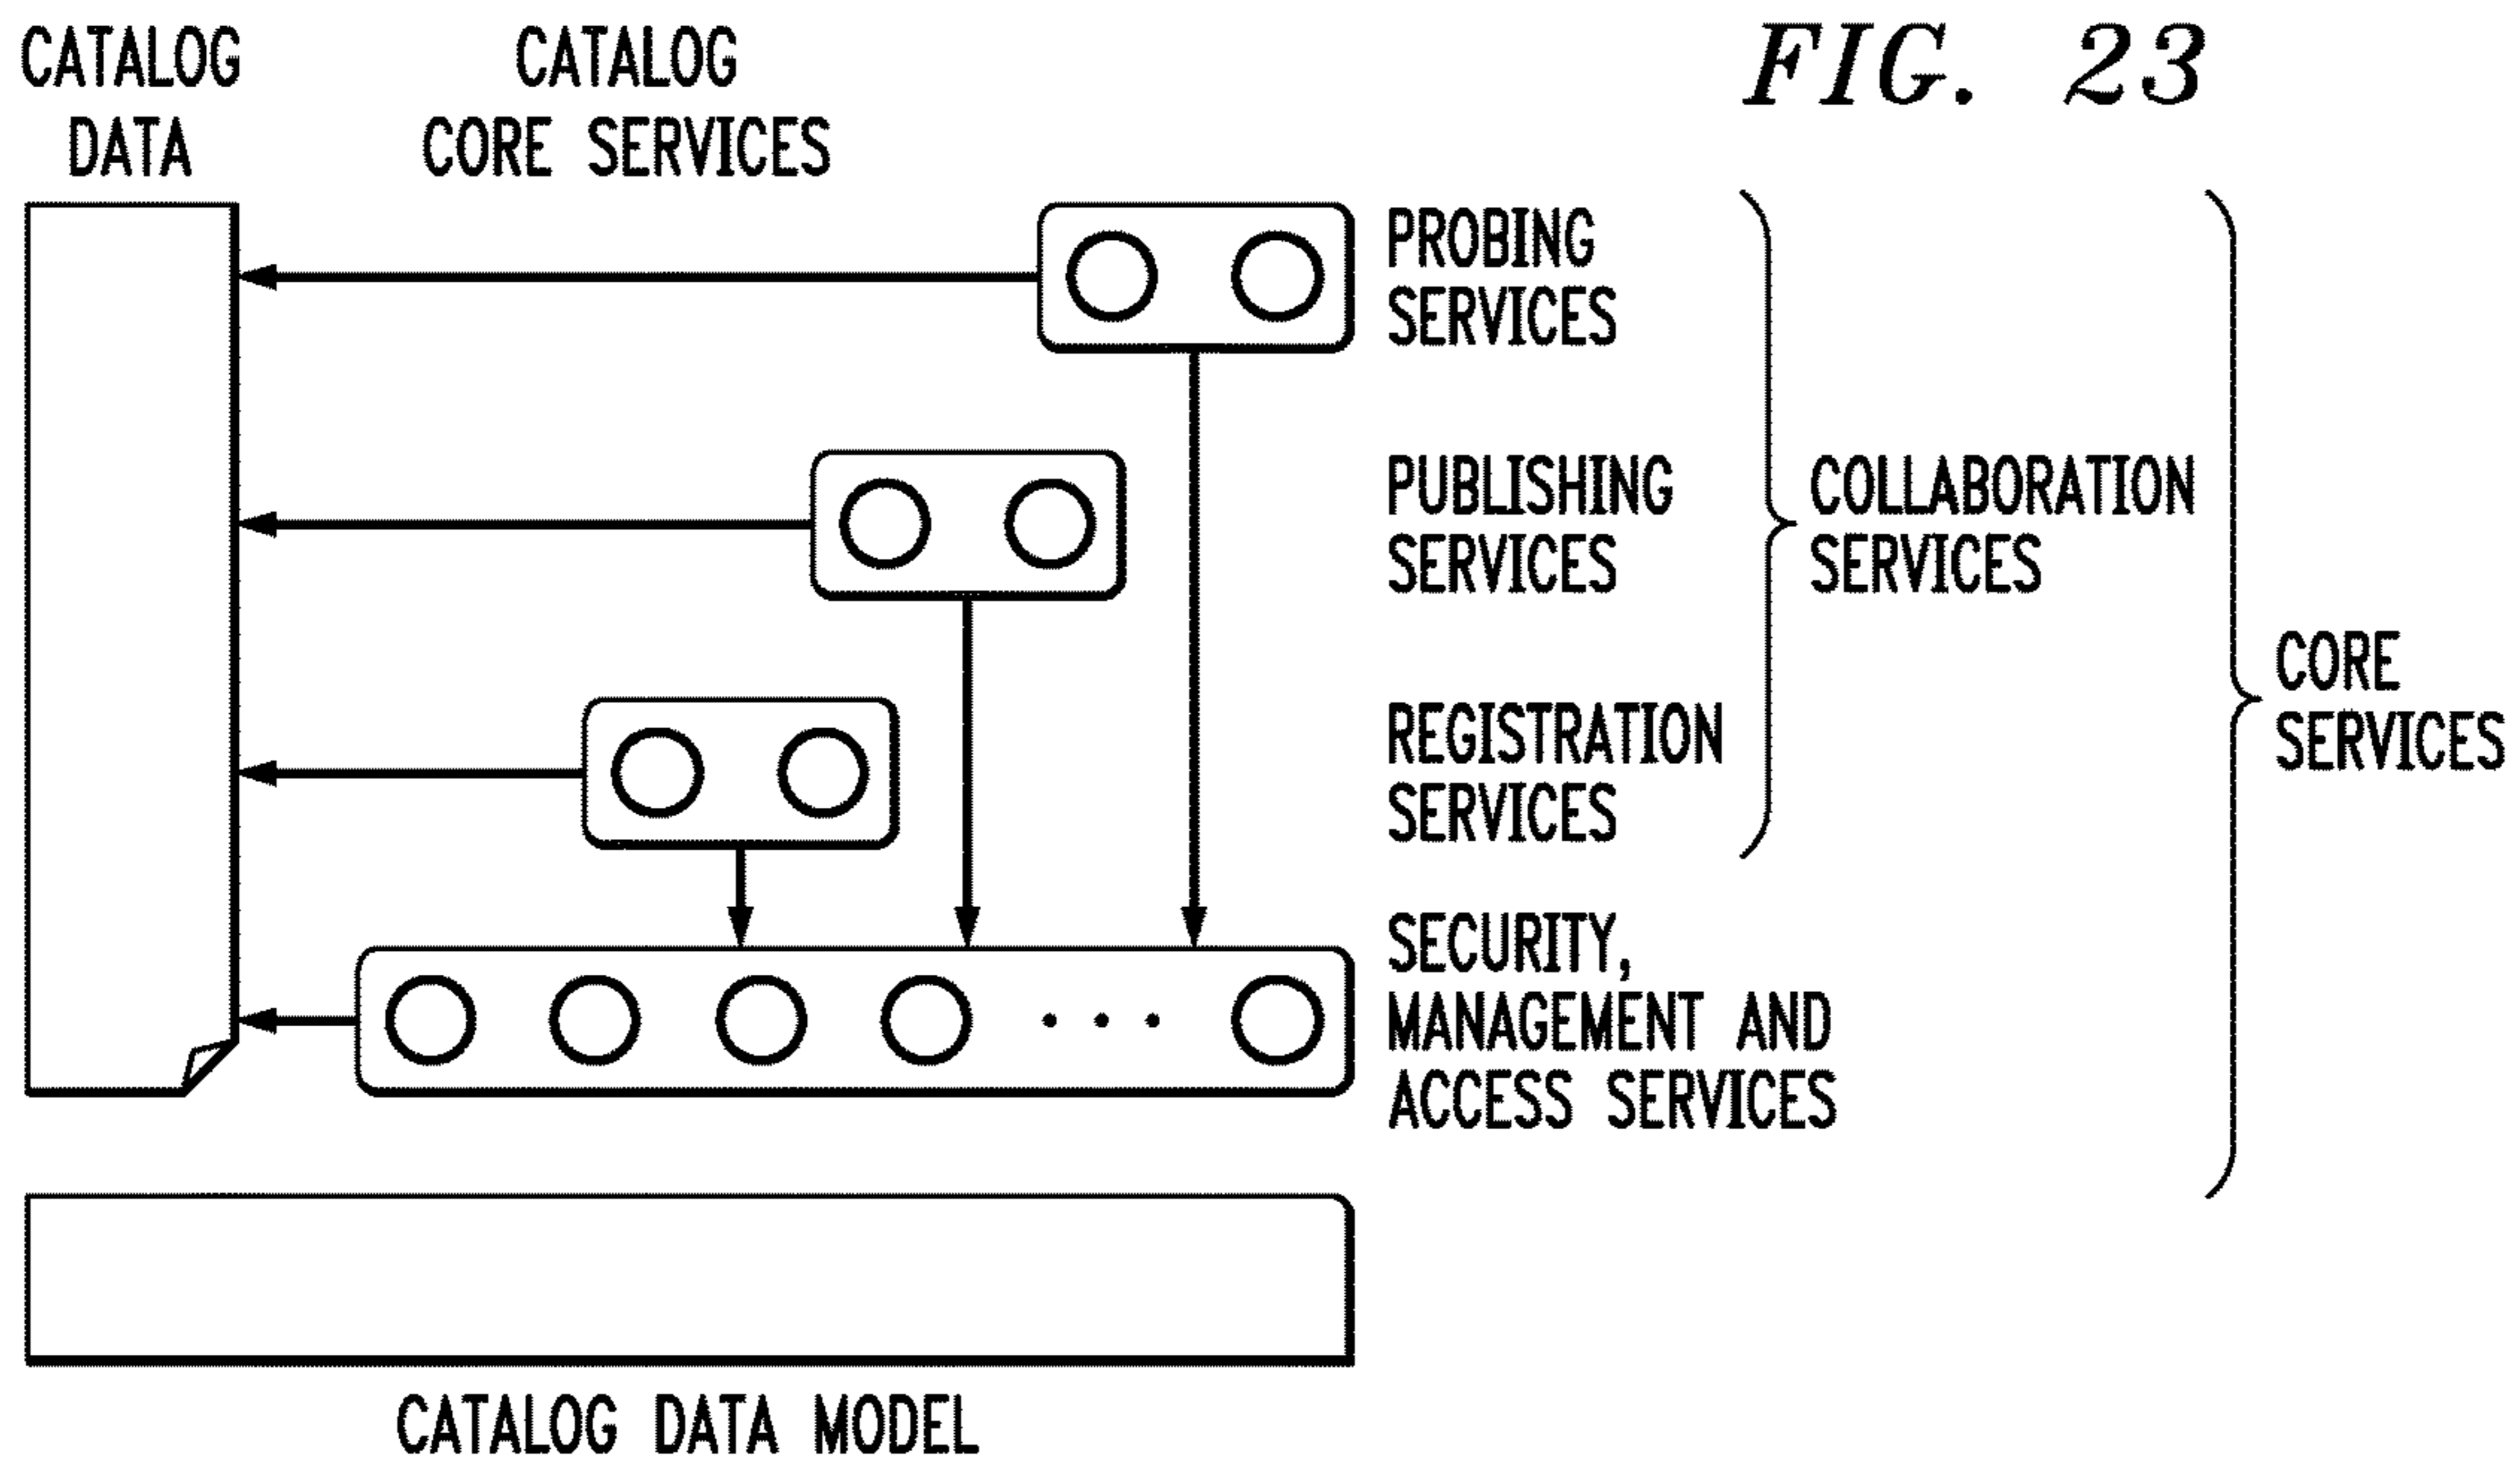 CATALOG
DATA
CATALOG
CORE SERVICES
FIG. 23
PROBING
SERVICES
PUBLISHING
SERVICES
COLLABORATION
SERVICES
REGISTRATION
SERVICES
CORE
SERVICES
SECURITY,
MANAGEMENT AND
ACCESS SERVICES
CATALOG DATA MODEL